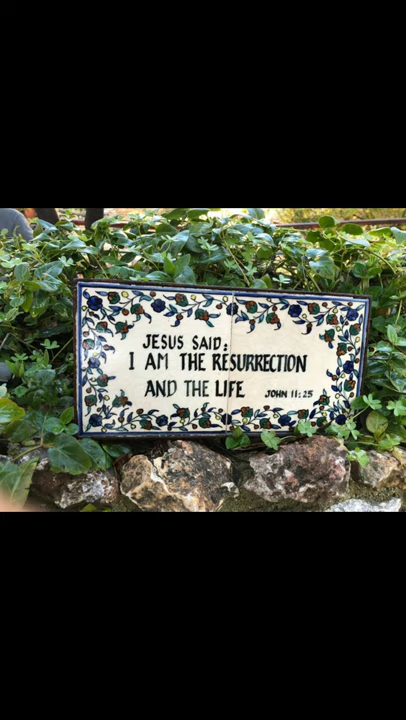 JESUS SAID:
I AM THE RESURRECTION
AND THE LIFE JOHN 11:25